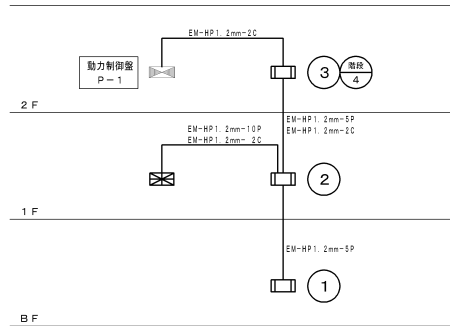 EM-HP1.2mm-2C
動力制御盤
P-1
3
階段
4
2F
EM-HP1.2mm-5P
EM-HP1.2mm-2C
EM-HP1.2mm-10P
EM-HP1.2mm- 2C
2
1F
EM-HP1.2mm-5P
1
BF